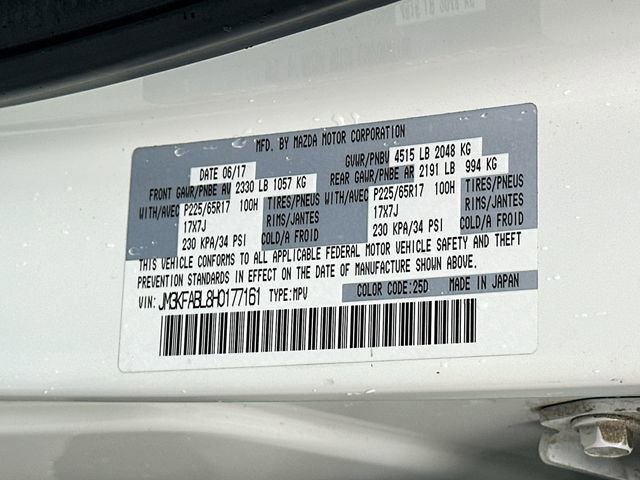 MFD. BY MAZDA MOTOR CORPORATION
DATE 06/17 GVWR/PNBV 4515 LB 2048 KG
FRONT GAWR/PNBE AV 2330 LB 1057 KG REAR GAWR/PNBE AR 2191 LB 994 KG
WITH/AVEC P225/65R17 100H TIRES/PNEUS WITH/AVEC P225/65R17 100H TIRES/PNEUS
17X7J RIMS/JANTES 17X7J RIMS/JANTES
230 KPA/34 PSI COLD/A FROID 230 KPA/34 PSI COLD/A FROID
THIS VEHICLE CONFORMS TO ALL APPLICABLE FEDERAL MOTOR VEHICLE SAFETY AND THEFT
PREVENTION STANDARDS IN EFFECT ON THE DATE OF MANUFACTURE SHOWN ABOVE.
VIN: JM3KFABL8H0177161 TYPE:MPV COLOR CODE:25D MADE IN JAPAN